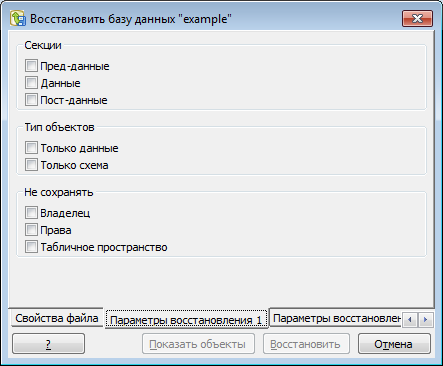 Восстановить базу данных "example"
Секции
Пред-данные
Данные
Пост-данные
Тип объектов
Только данные
Только схема
Не сохранять
Владелец
Права
Табличное пространство
Свойства файла Параметры восстановления 1 Параметры восстановлен
? Показать объекты Восстановить Отмена